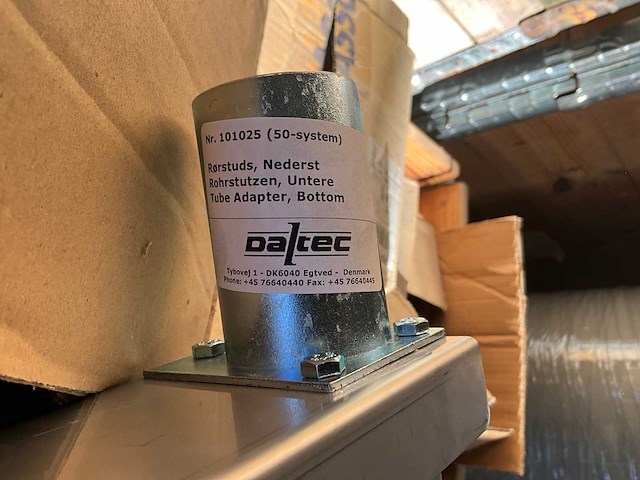 Nr. 101025 (50-system)
Rørstuds, Nederst
Rohrstutzen, Untere
Tube Adapter, Bottom
Daltec
Tybovej 1 - DK6040 Egtved - Denmark
Phone: +45 76640440 Fax: +45 76640445